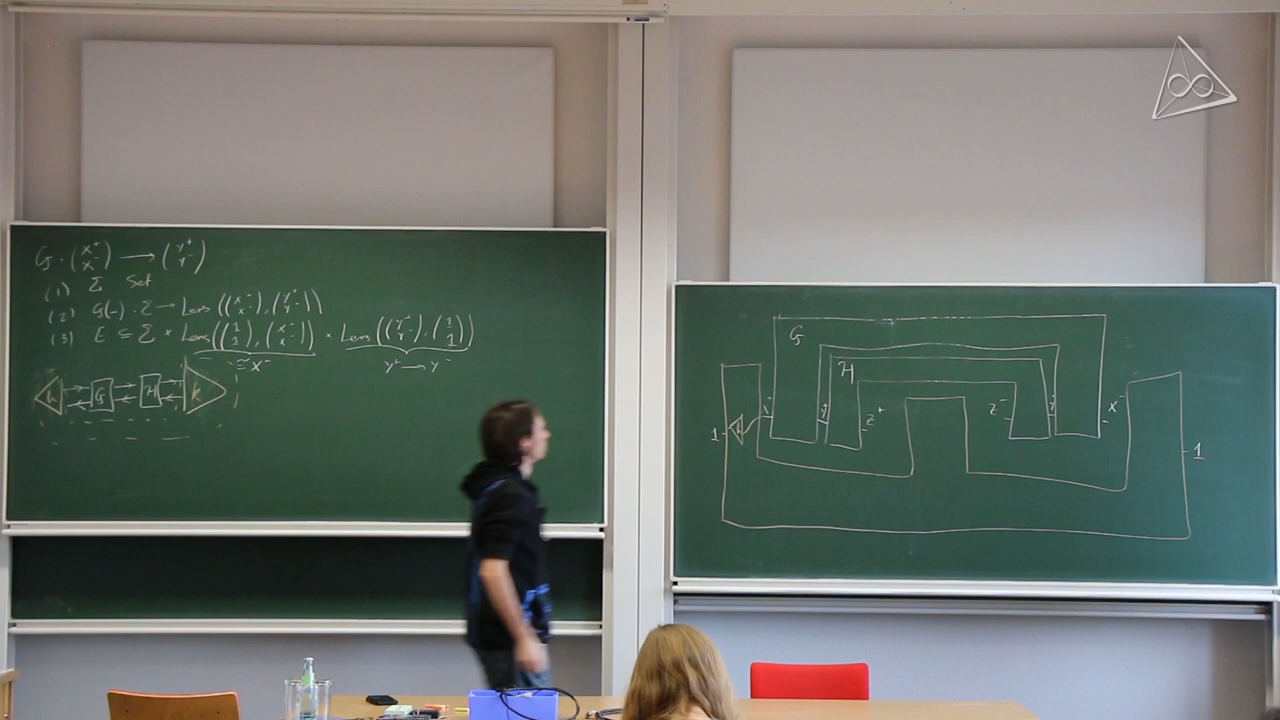 G : (x⁺ x⁻) → (y⁺ y⁻)
(1) Σ Set
(2) G(-) : Σ → Lens((x⁺ x⁻), (y⁺ y⁻))
(3) E ⊆ Σ × Lens((1 1), (x⁺ x⁻)) × Lens((y⁺ y⁻), (1 1))
≅ x⁻ y⁺ → y⁻
h G H k
G
H
1 h x⁺ y⁺ z⁺ z⁻ y⁻ x⁻ 1